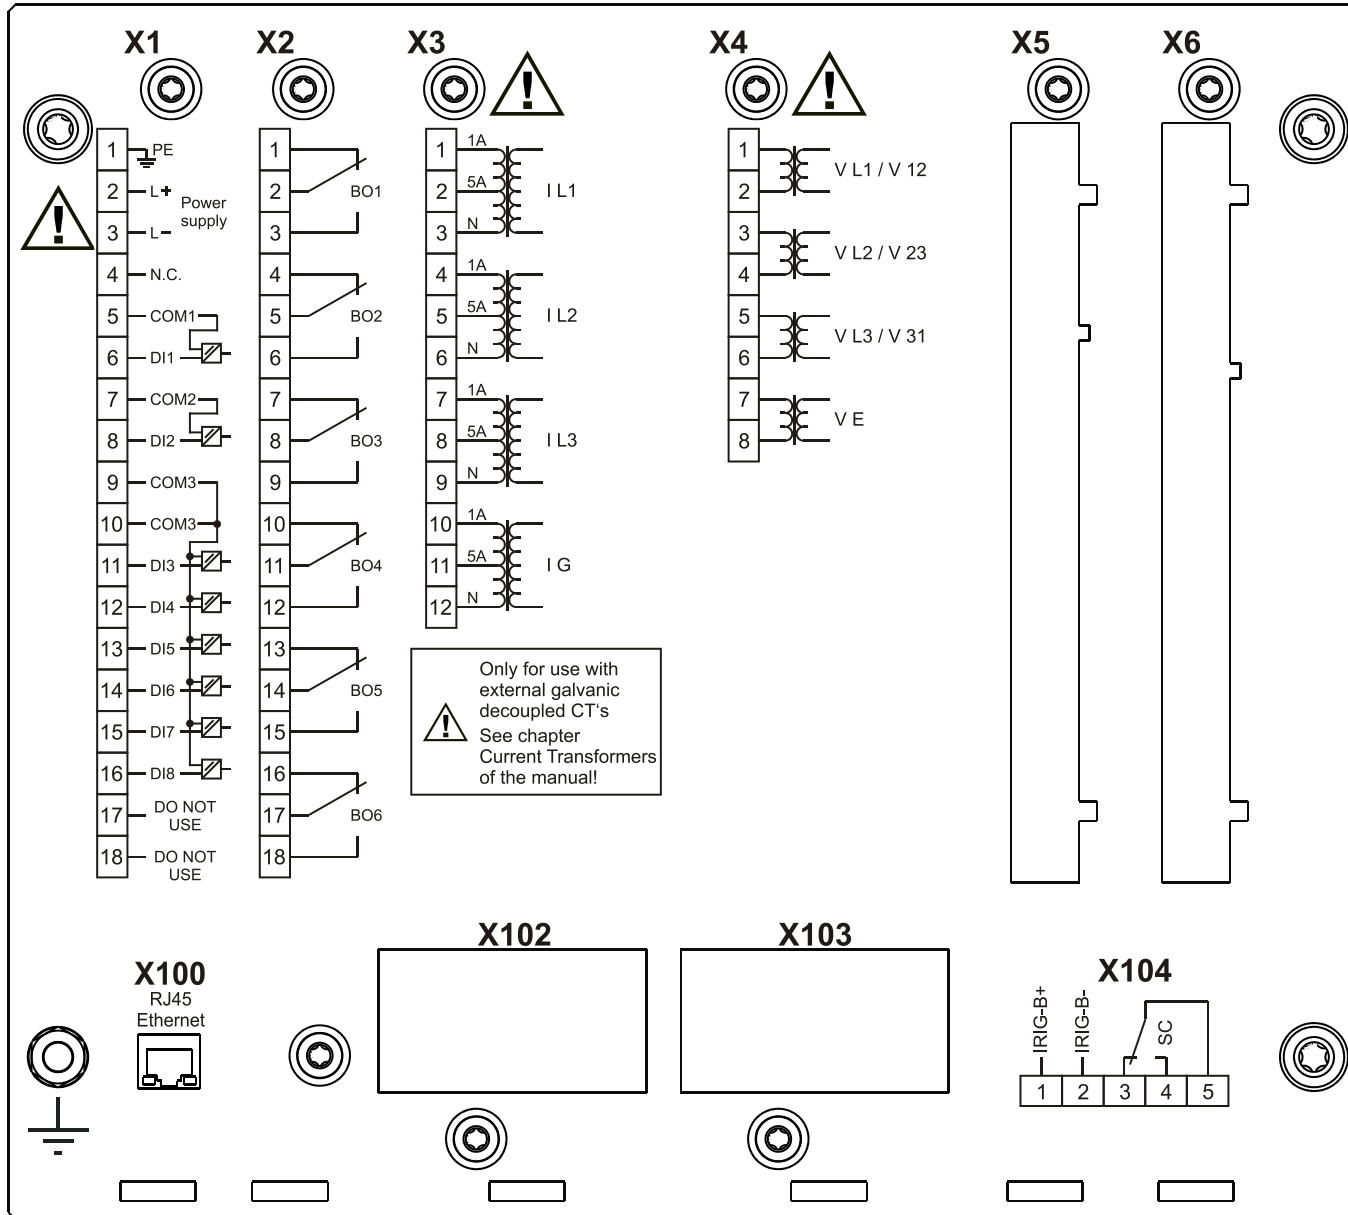 X1
1 PE
2 L+
Power
supply
3 L-
4 N.C.
5 COM1
6 DI1
7 COM2
8 DI2
9 COM3
10 COM3
11 DI3
12 DI4
13 DI5
14 DI6
15 DI7
16 DI8
17 DO NOT
USE
18 DO NOT
USE
X2
1
2 BO1
3
4
5 BO2
6
7
8 BO3
9
10
11 BO4
12
13
14 BO5
15
16
17 BO6
18
X3
!
1 1A
2 5A I L1
3 N
4 1A
5 5A I L2
6 N
7 1A
8 5A I L3
9 N
10 1A
11 5A I G
12 N
!
Only for use with
external galvanic
decoupled CT‘s
See chapter
Current Transformers
of the manual!
X4
!
1
V L1 / V 12
2
3
V L2 / V 23
4
5
V L3 / V 31
6
7
V E
8
X5
X6
!
X100
RJ45
Ethernet
X102
X103
X104
IRIG-B+
IRIG-B-
SC
1 2 3 4 5